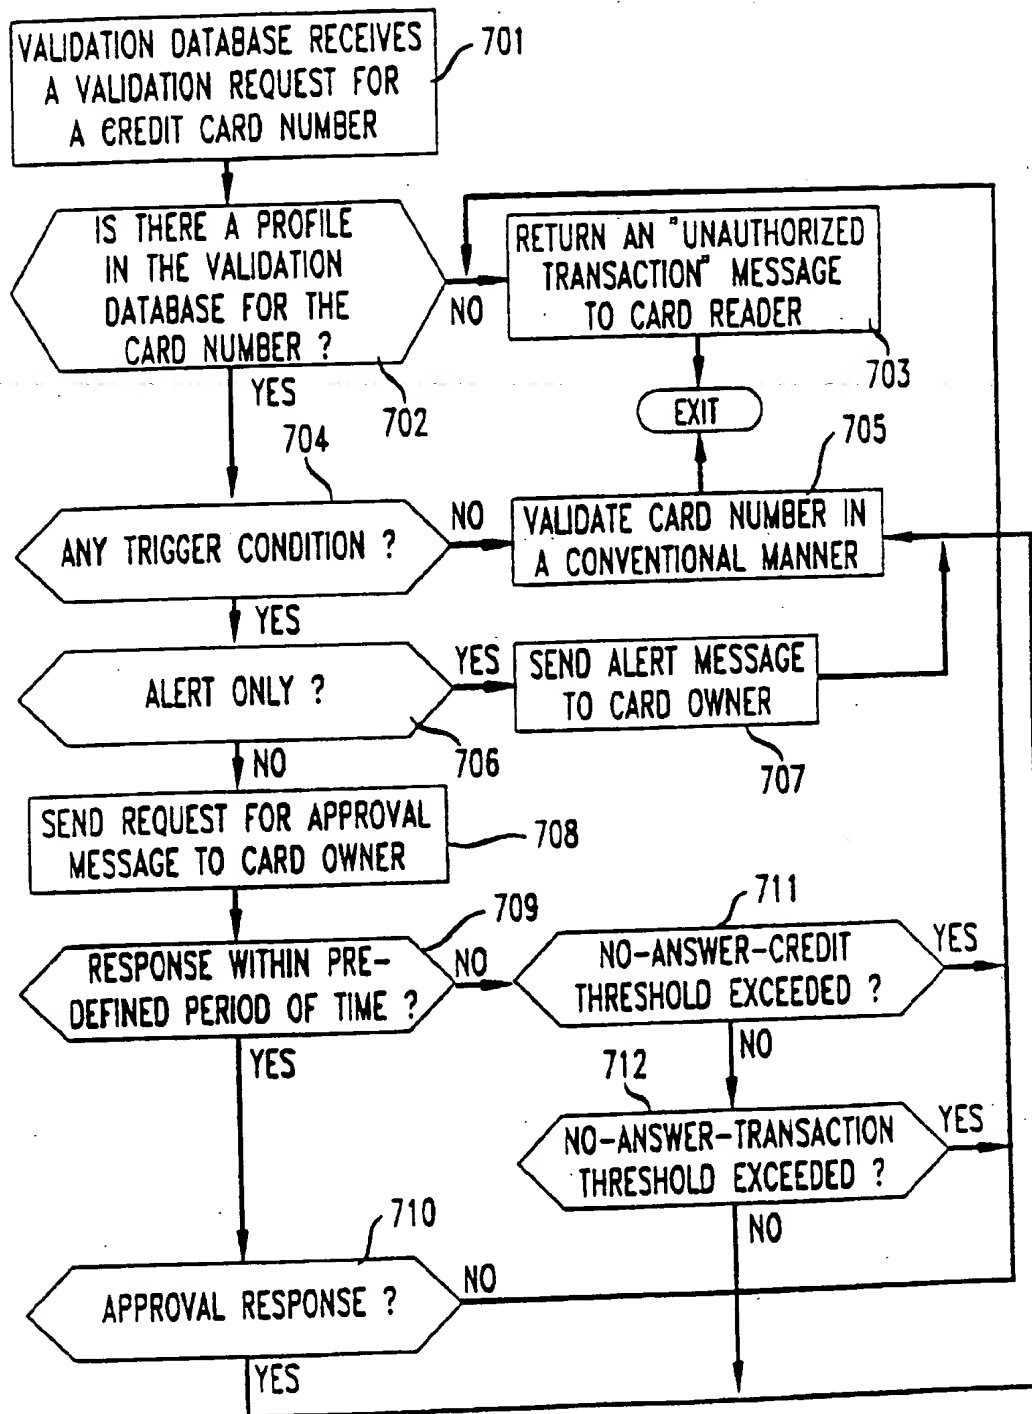 VALIDATION DATABASE RECEIVES
A VALIDATION REQUEST FOR
A CREDIT CARD NUMBER
701
IS THERE A PROFILE
IN THE VALIDATION
DATABASE FOR THE
CARD NUMBER ?
702
NO
YES
RETURN AN "UNAUTHORIZED
TRANSACTION" MESSAGE
TO CARD READER
703
EXIT
704
ANY TRIGGER CONDITION ?
NO
YES
705
VALIDATE CARD NUMBER IN
A CONVENTIONAL MANNER
ALERT ONLY ?
706
YES
NO
SEND ALERT MESSAGE
TO CARD OWNER
707
SEND REQUEST FOR APPROVAL
MESSAGE TO CARD OWNER
708
709
RESPONSE WITHIN PRE-
DEFINED PERIOD OF TIME ?
NO
YES
711
NO-ANSWER-CREDIT
THRESHOLD EXCEEDED ?
YES
NO
712
NO-ANSWER-TRANSACTION
THRESHOLD EXCEEDED ?
YES
NO
710
APPROVAL RESPONSE ?
NO
YES